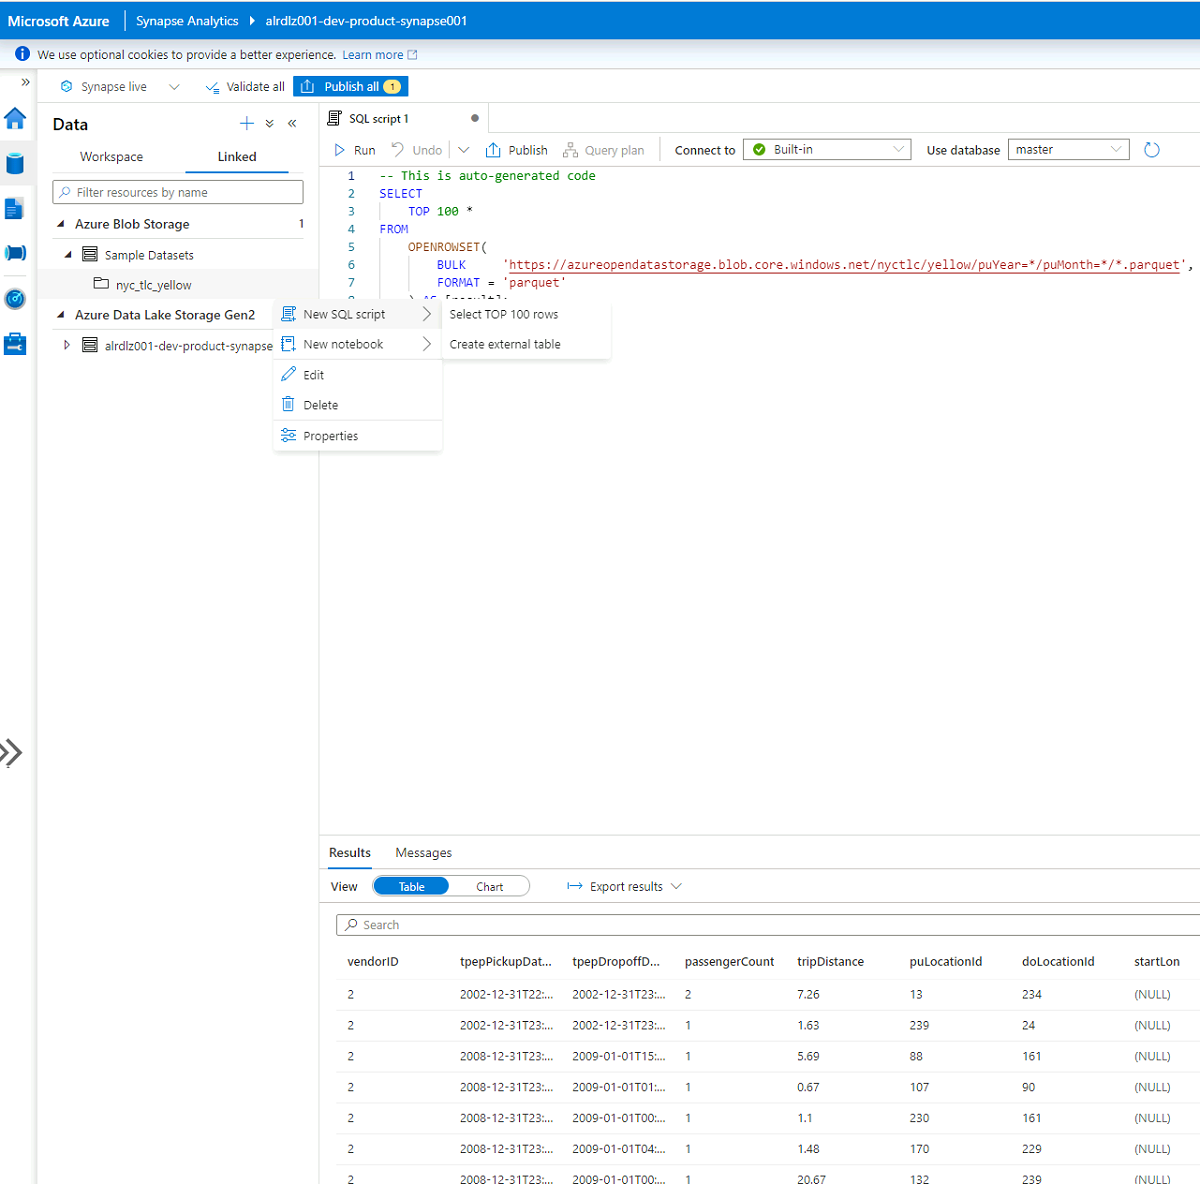 Microsoft Azure Synapse Analytics alrdlz001-dev-product-synapse001
We use optional cookies to provide a better experience. Learn more
Synapse live Validate all Publish all 1
Data
Workspace Linked
Filter resources by name
Azure Blob Storage 1
Sample Datasets
nyc_tlc_yellow
Azure Data Lake Storage Gen2
alrdlz001-dev-product-synapse
New SQL script
New notebook
Edit
Delete
Properties
Select TOP 100 rows
Create external table
SQL script 1
Run Undo Publish Query plan Connect to Built-in Use database master
1 -- This is auto-generated code
2 SELECT
3 TOP 100 *
4 FROM
5 OPENROWSET(
6 BULK 'https://azureopendatastorage.blob.core.windows.net/nyctlc/yellow/puYear=*/puMonth=*/*.parquet',
7 FORMAT = 'parquet'
8 ) AS [result];
Results Messages
View Table Chart Export results
Search
vendorID tpepPickupDat... tpepDropoffD... passengerCount tripDistance puLocationId doLocationId startLon
2 2002-12-31T22:... 2002-12-31T23:... 2 7.26 13 234 (NULL)
2 2002-12-31T23:... 2002-12-31T23:... 1 1.63 239 24 (NULL)
2 2008-12-31T23:... 2009-01-01T15:... 1 5.69 88 161 (NULL)
2 2008-12-31T23:... 2009-01-01T01:... 1 0.67 107 90 (NULL)
2 2008-12-31T23:... 2009-01-01T00:... 1 1.1 230 161 (NULL)
2 2008-12-31T23:... 2009-01-01T04:... 1 1.48 170 229 (NULL)
2 2008-12-31T23:... 2009-01-01T00:... 1 20.67 132 239 (NULL)